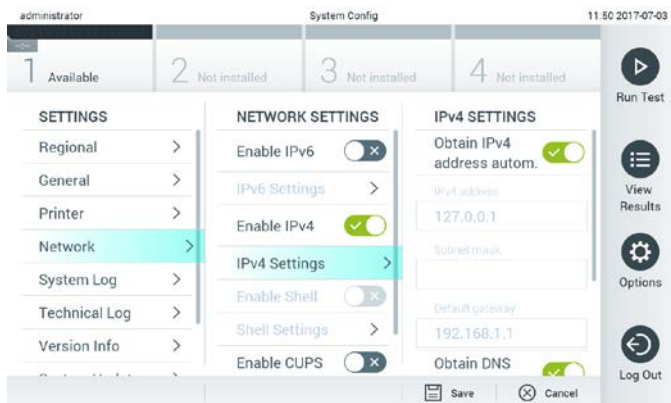 administrator
System Config
11:50 2017-07-03
1 Available
2 Not installed
3 Not installed
4 Not installed
SETTINGS
Regional
General
Printer
Network
System Log
Technical Log
Version Info
NETWORK SETTINGS
Enable IPv6
IPv6 Settings
Enable IPv4
IPv4 Settings
Enable Shell
Shell Settings
Enable CUPS
IPv4 SETTINGS
Obtain IPv4
address autom.
IPv4 address
127.0.0.1
Subnet mask
Default gateway
192.168.1.1
Obtain DNS
Save
Cancel
Run Test
View
Results
Options
Log Out